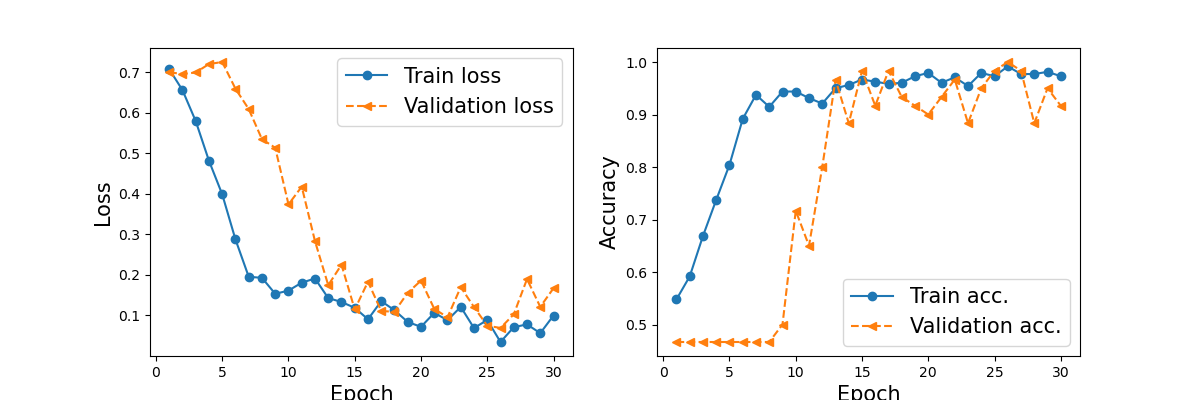 0.7
0.6
0.5
0.4
0.3
0.2
0.1
Loss
0 5 10 15 20 25 30
Epoch
Train loss
Validation loss
1.0
0.9
0.8
0.7
0.6
0.5
Accuracy
0 5 10 15 20 25 30
Epoch
Train acc.
Validation acc.